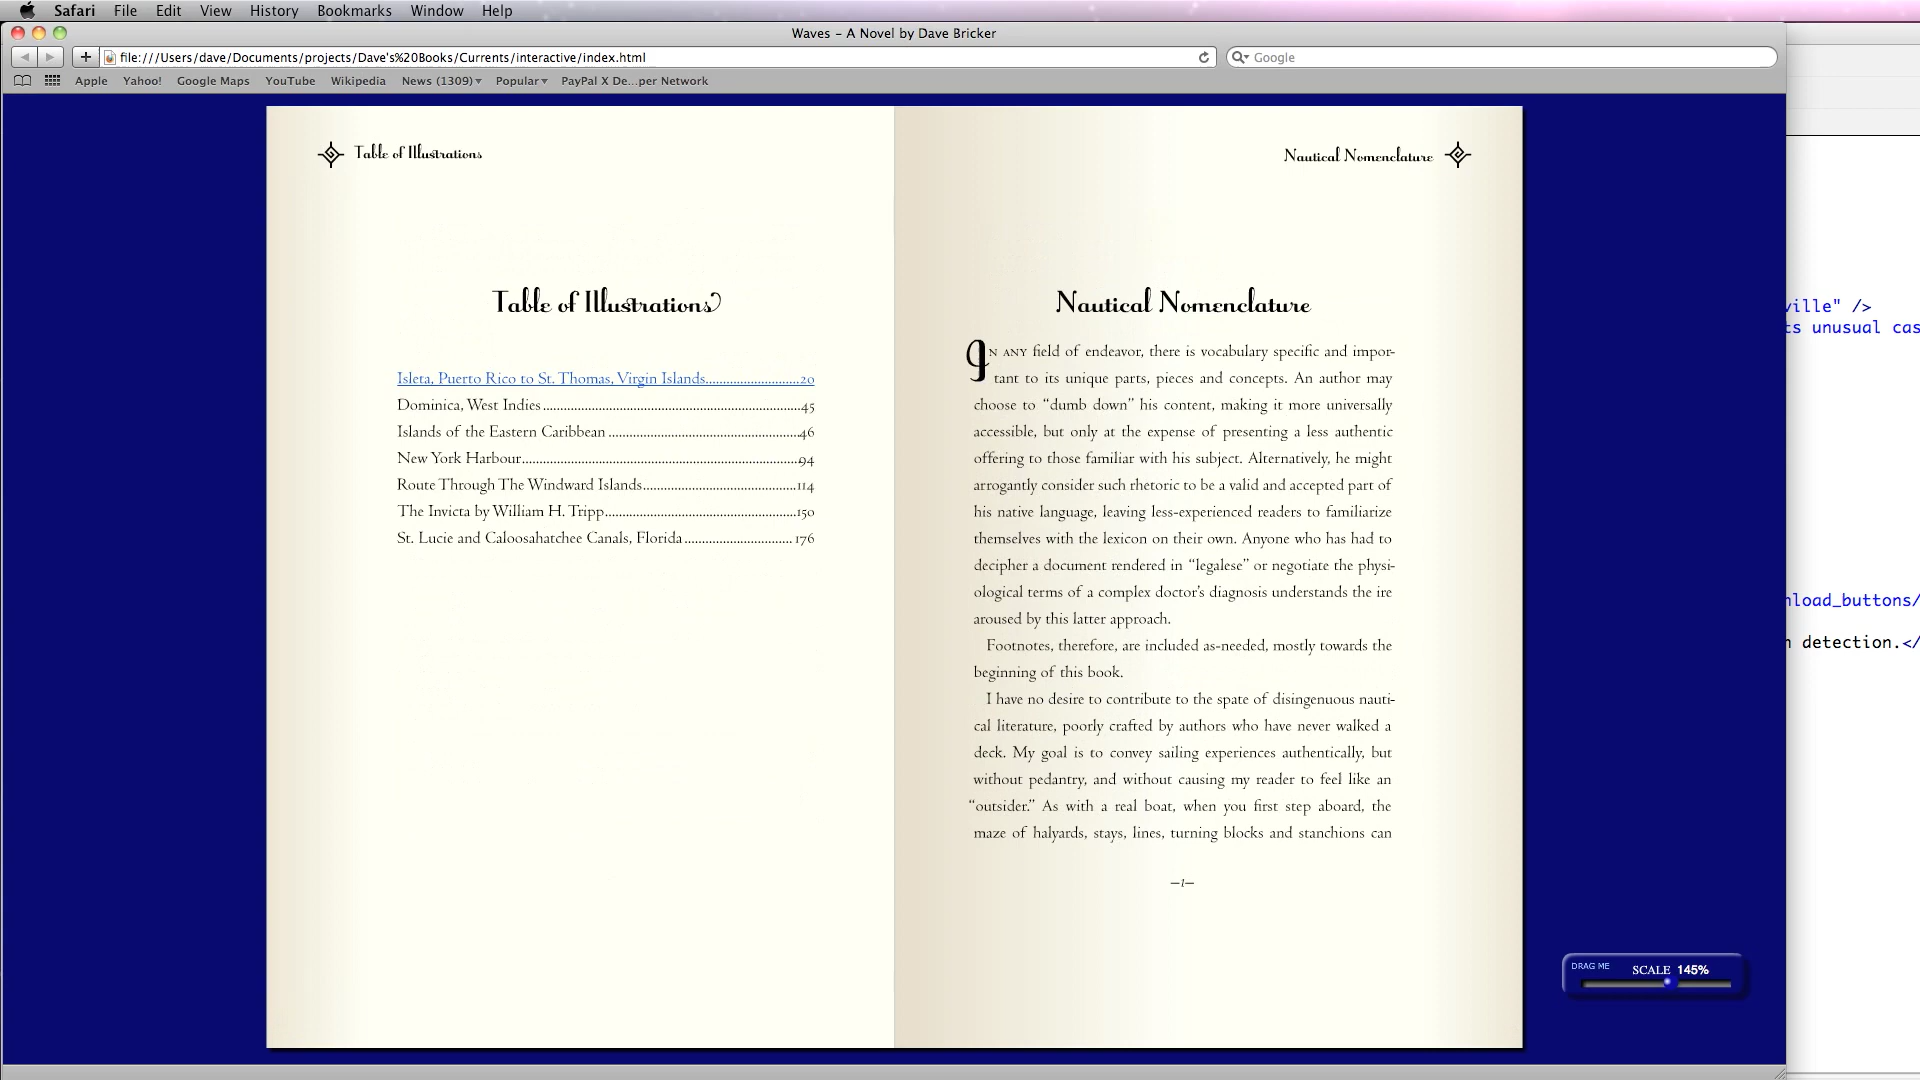 Safari File Edit View History Bookmarks Window Help
Waves – A Novel by Dave Bricker
file:///Users/dave/Documents/projects/Dave's%20Books/Currents/interactive/index.html
Google
Apple Yahoo! Google Maps YouTube Wikipedia News (1309) Popular PayPal X De...per Network
Table of Illustrations
Table of Illustrations
Isleta, Puerto Rico to St. Thomas, Virgin Islands............................20
Dominica, West Indies..................................................................................45
Islands of the Eastern Caribbean.............................................................46
New York Harbour........................................................................................94
Route Through The Windward Islands.................................................114
The Invicta by William H. Tripp.............................................................150
St. Lucie and Caloosahatchee Canals, Florida..................................176
Nautical Nomenclature
Nautical Nomenclature
IN ANY field of endeavor, there is vocabulary specific and impor-
tant to its unique parts, pieces and concepts. An author may
choose to “dumb down” his content, making it more universally
accessible, but only at the expense of presenting a less authentic
offering to those familiar with his subject. Alternatively, he might
arrogantly consider such rhetoric to be a valid and accepted part of
his native language, leaving less-experienced readers to familiarize
themselves with the lexicon on their own. Anyone who has had to
decipher a document rendered in “legalese” or negotiate the physi-
ological terms of a complex doctor’s diagnosis understands the ire
aroused by this latter approach.
Footnotes, therefore, are included as-needed, mostly towards the
beginning of this book.
I have no desire to contribute to the spate of disingenuous nauti-
cal literature, poorly crafted by authors who have never walked a
deck. My goal is to convey sailing experiences authentically, but
without pedantry, and without causing my reader to feel like an
“outsider.” As with a real boat, when you first step aboard, the
maze of halyards, stays, lines, turning blocks and stanchions can
—1—
DRAG ME
SCALE 145%
ville" />
ts unusual cas
nload_buttons/
n detection.</